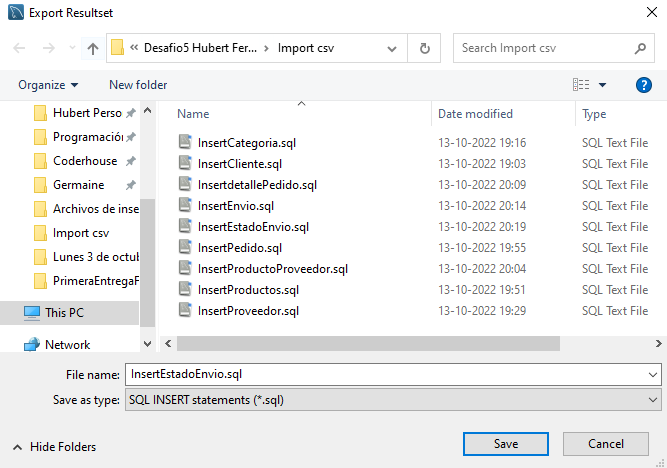 Export Resultset
« Desafio5 Hubert Fer... > Import csv
Search Import csv
Organize
New folder
Hubert Perso
Programación
Coderhouse
Germaine
Archivos de inse
Import csv
Lunes 3 de octub
PrimeraEntregaF
This PC
Network
Name Date modified Type
InsertCategoria.sql 13-10-2022 19:16 SQL Text File
InsertCliente.sql 13-10-2022 19:03 SQL Text File
InsertdetallePedido.sql 13-10-2022 20:09 SQL Text File
InsertEnvio.sql 13-10-2022 20:14 SQL Text File
InsertEstadoEnvio.sql 13-10-2022 20:19 SQL Text File
InsertPedido.sql 13-10-2022 19:55 SQL Text File
InsertProductoProveedor.sql 13-10-2022 20:04 SQL Text File
InsertProductos.sql 13-10-2022 19:51 SQL Text File
InsertProveedor.sql 13-10-2022 19:29 SQL Text File
File name: InsertEstadoEnvio.sql
Save as type: SQL INSERT statements (*.sql)
Hide Folders
Save
Cancel